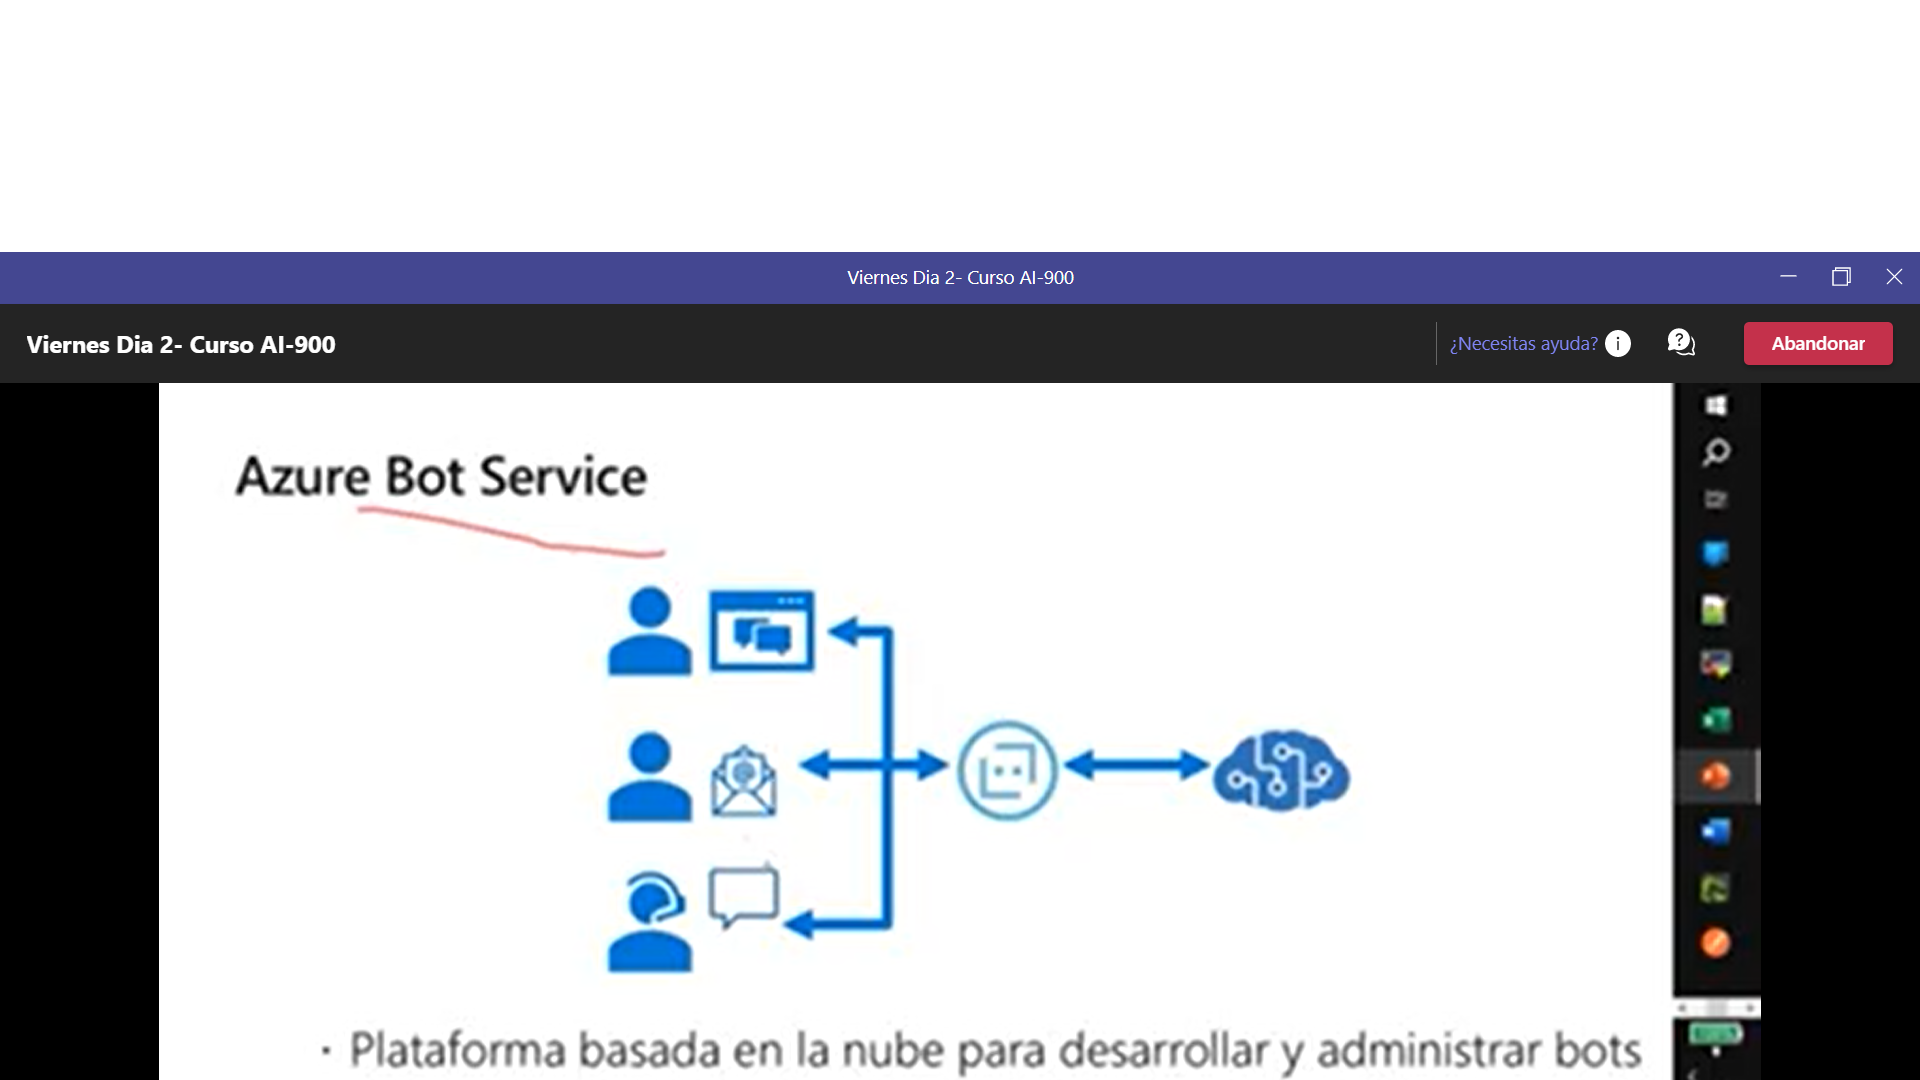 Viernes Dia 2- Curso AI-900
Viernes Dia 2- Curso AI-900
¿Necesitas ayuda?
Abandonar
Azure Bot Service
· Plataforma basada en la nube para desarrollar y administrar bots